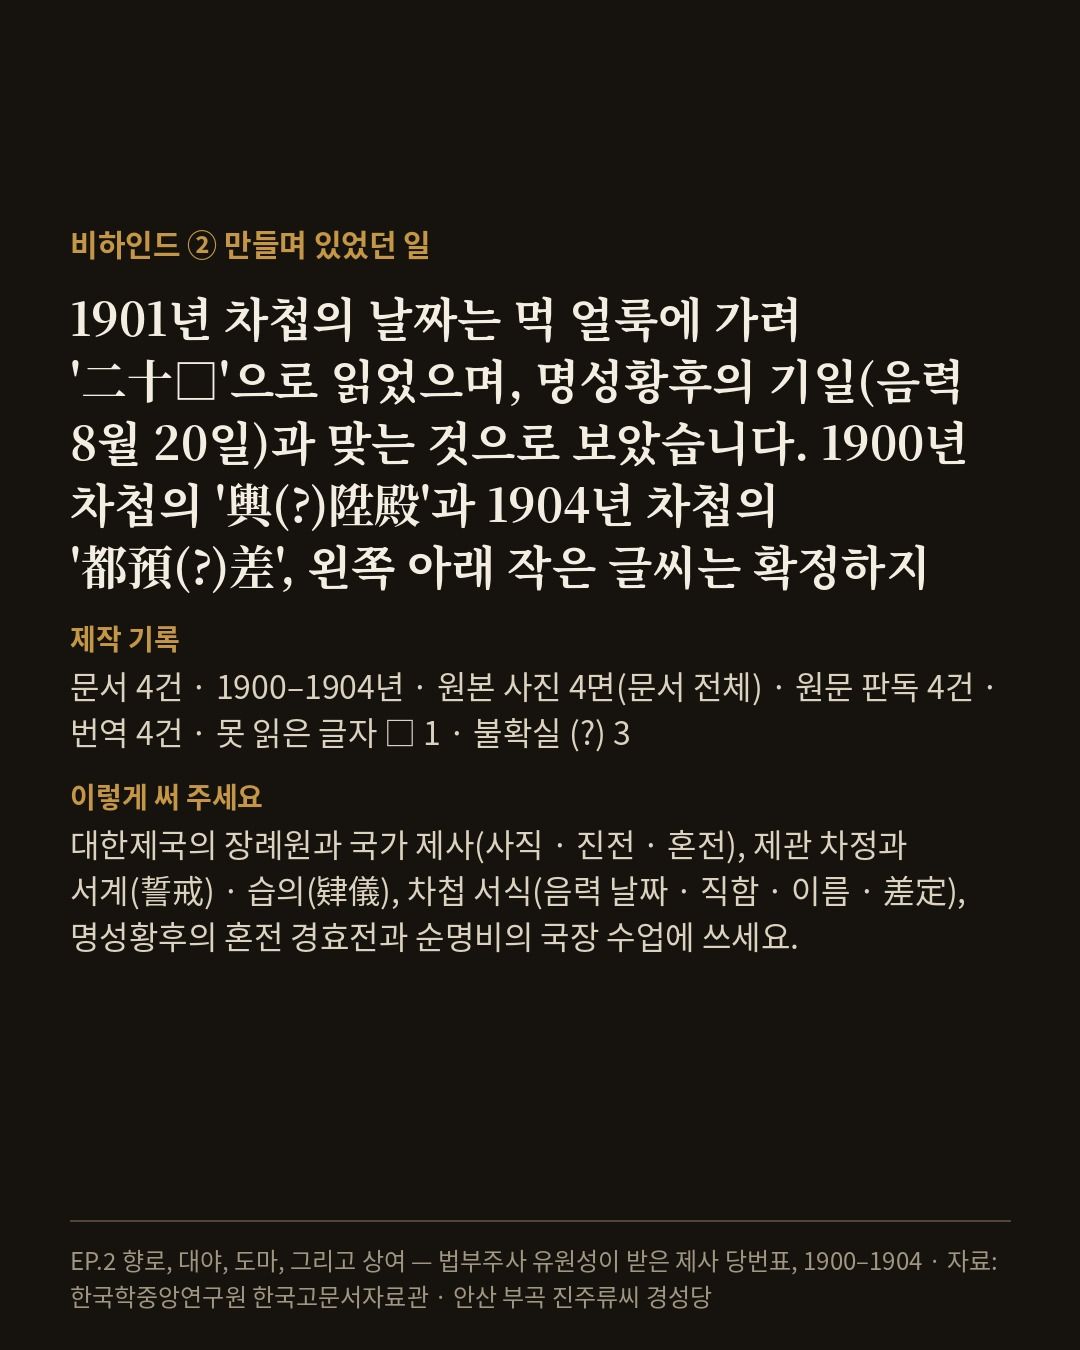 비하인드 ② 만들며 있었던 일
1901년 차첩의 날짜는 먹 얼룩에 가려
'二十□'으로 읽었으며, 명성황후의 기일(음력
8월 20일)과 맞는 것으로 보았습니다. 1900년
차첩의 '輿(?)陞殿'과 1904년 차첩의
'都預(?)差', 왼쪽 아래 작은 글씨는 확정하지
제작 기록
문서 4건 · 1900–1904년 · 원본 사진 4면(문서 전체) · 원문 판독 4건 ·
번역 4건 · 못 읽은 글자 □ 1 · 불확실 (?) 3
이렇게 써 주세요
대한제국의 장례원과 국가 제사(사직 · 진전 · 혼전), 제관 차정과
서계(誓戒) · 습의(肄儀), 차첩 서식(음력 날짜 · 직함 · 이름 · 差定),
명성황후의 혼전 경효전과 순명비의 국장 수업에 쓰세요.
EP.2 향로, 대야, 도마, 그리고 상여 — 법부주사 유원성이 받은 제사 당번표, 1900–1904 · 자료:
한국학중앙연구원 한국고문서자료관 · 안산 부곡 진주류씨 경성당